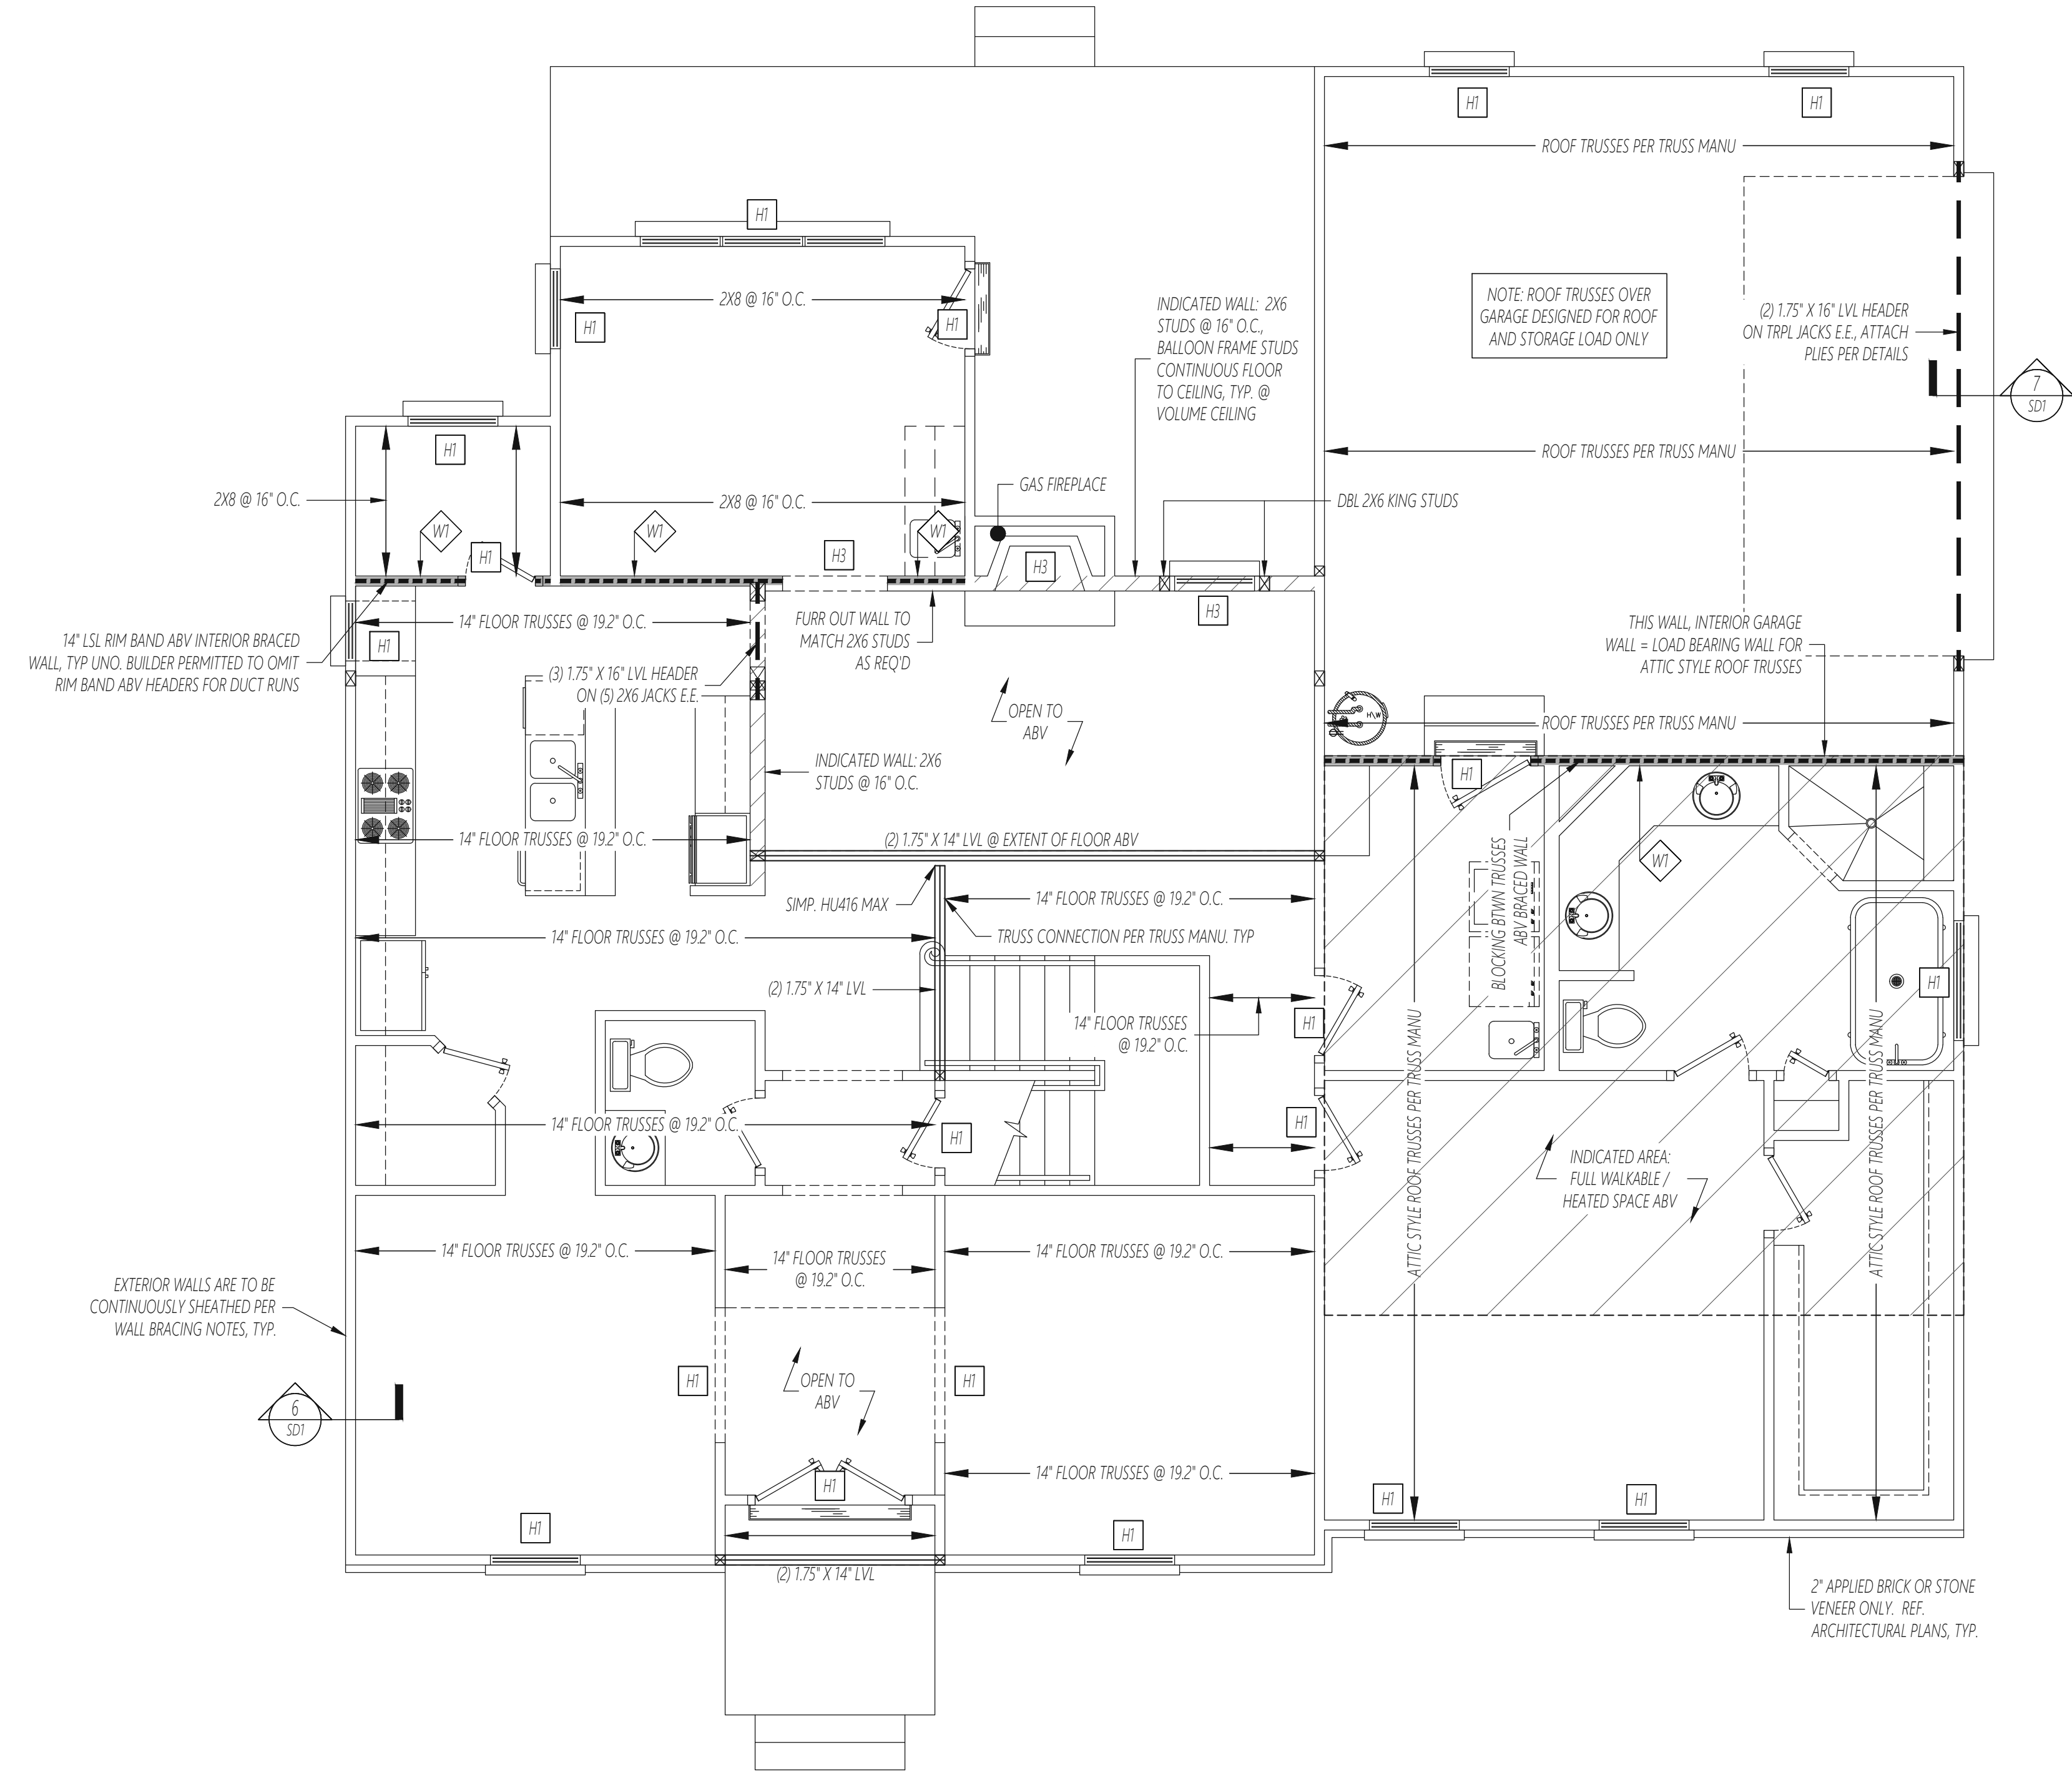 H1
H1
ROOF TRUSSES PER TRUSS MANU
H1
2X8 @ 16" O.C.
H1
H1
INDICATED WALL: 2X6
STUDS @ 16" O.C.,
BALLOON FRAME STUDS
CONTINUOUS FLOOR
TO CEILING, TYP. @
VOLUME CEILING
NOTE: ROOF TRUSSES OVER
GARAGE DESIGNED FOR ROOF
AND STORAGE LOAD ONLY
(2) 1.75" X 16" LVL HEADER
ON TRPL JACKS E.E., ATTACH
PLIES PER DETAILS
7
SD1
H1
ROOF TRUSSES PER TRUSS MANU
2X8 @ 16" O.C.
2X8 @ 16" O.C.
GAS FIREPLACE
DBL 2X6 KING STUDS
W1
H1
W1
H3
W1
H3
H3
14" LSL RIM BAND ABV INTERIOR BRACED
WALL, TYP UNO. BUILDER PERMITTED TO OMIT
RIM BAND ABV HEADERS FOR DUCT RUNS
H1
14" FLOOR TRUSSES @ 19.2" O.C.
(3) 1.75" X 16" LVL HEADER
ON (5) 2X6 JACKS E.E.
FURR OUT WALL TO
MATCH 2X6 STUDS
AS REQ'D
THIS WALL, INTERIOR GARAGE
WALL = LOAD BEARING WALL FOR
ATTIC STYLE ROOF TRUSSES
OPEN TO
ABV
H\W
ROOF TRUSSES PER TRUSS MANU
INDICATED WALL: 2X6
STUDS @ 16" O.C.
H1
14" FLOOR TRUSSES @ 19.2" O.C.
(2) 1.75" X 14" LVL @ EXTENT OF FLOOR ABV
BLOCKING BTWN TRUSSES
ABV BRACED WALL
W1
SIMP. HU416 MAX
14" FLOOR TRUSSES @ 19.2" O.C.
14" FLOOR TRUSSES @ 19.2" O.C.
TRUSS CONNECTION PER TRUSS MANU. TYP
(2) 1.75" X 14" LVL
14" FLOOR TRUSSES
@ 19.2" O.C.
H1
H1
14" FLOOR TRUSSES @ 19.2" O.C.
H1
H1
ATTIC STYLE ROOF TRUSSES PER TRUSS MANU
INDICATED AREA:
FULL WALKABLE /
HEATED SPACE ABV
ATTIC STYLE ROOF TRUSSES PER TRUSS MANU
14" FLOOR TRUSSES @ 19.2" O.C.
14" FLOOR TRUSSES
@ 19.2" O.C.
14" FLOOR TRUSSES @ 19.2" O.C.
EXTERIOR WALLS ARE TO BE
CONTINUOUSLY SHEATHED PER
WALL BRACING NOTES, TYP.
6
SD1
H1
OPEN TO
ABV
H1
14" FLOOR TRUSSES @ 19.2" O.C.
H1
H1
H1
H1
H1
(2) 1.75" X 14" LVL
2" APPLIED BRICK OR STONE
VENEER ONLY. REF.
ARCHITECTURAL PLANS, TYP.